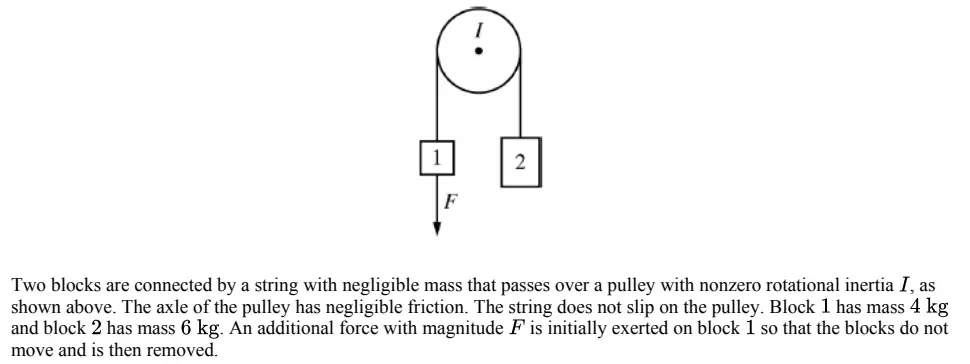 I
1
2
F
Two blocks are connected by a string with negligible mass that passes over a pulley with nonzero rotational inertia I, as
shown above. The axle of the pulley has negligible friction. The string does not slip on the pulley. Block 1 has mass 4 kg
and block 2 has mass 6 kg. An additional force with magnitude F is initially exerted on block 1 so that the blocks do not
move and is then removed.